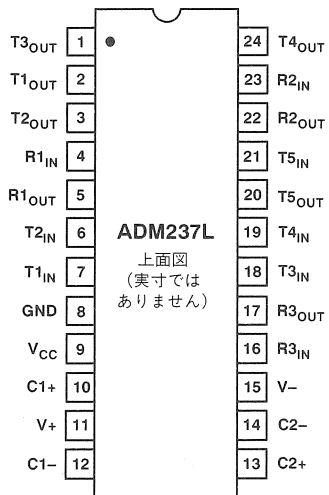 T3OUT 1 24 T4OUT
T1OUT 2 23 R2IN
T2OUT 3 22 R2OUT
R1IN 4 21 T5IN
R1OUT 5 20 T5OUT
T2IN 6 ADM237L 19 T4IN
上面図
T1IN 7 (実寸では 18 T3IN
ありません)
GND 8 17 R3OUT
VCC 9 16 R3IN
C1+ 10 15 V–
V+ 11 14 C2–
C1– 12 13 C2+